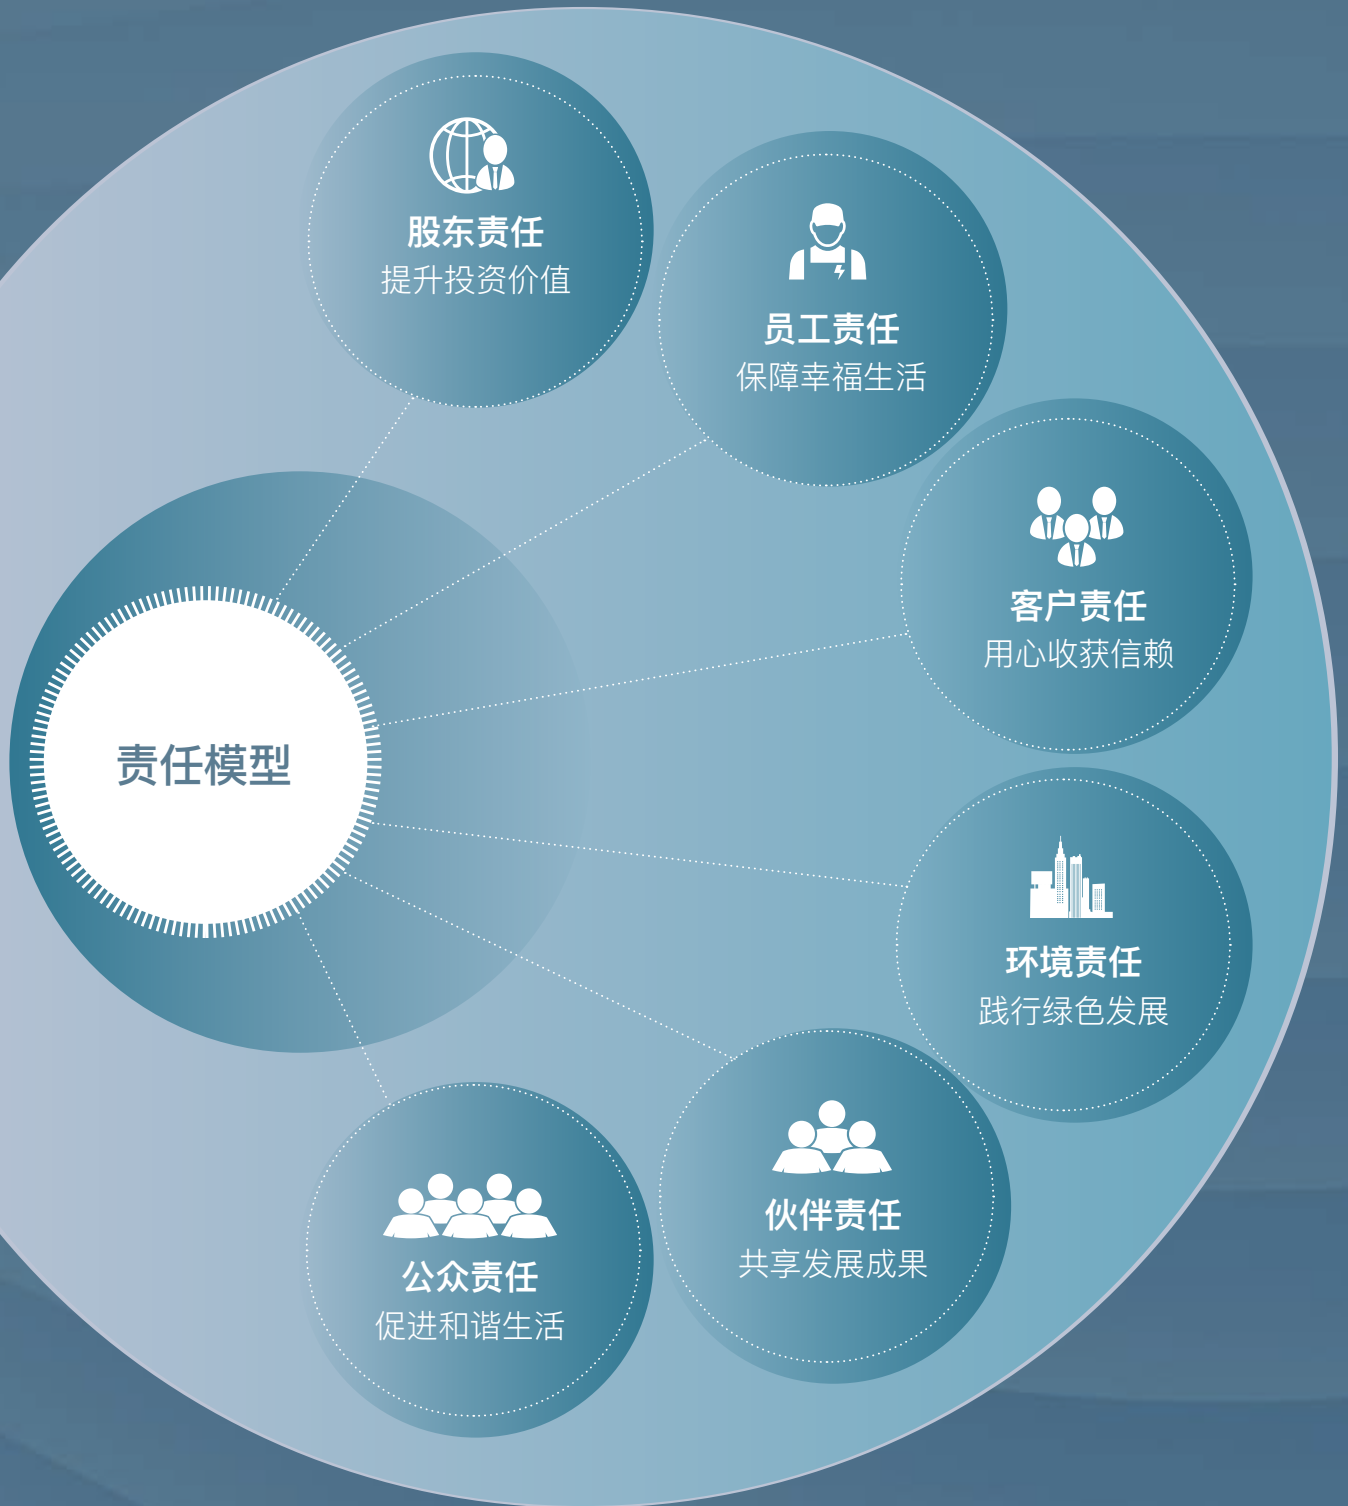 股东责任
提升投资价值
员工责任
保障幸福生活
客户责任
用心收获信赖
责任模型
环境责任
践行绿色发展
伙伴责任
共享发展成果
公众责任
促进和谐生活